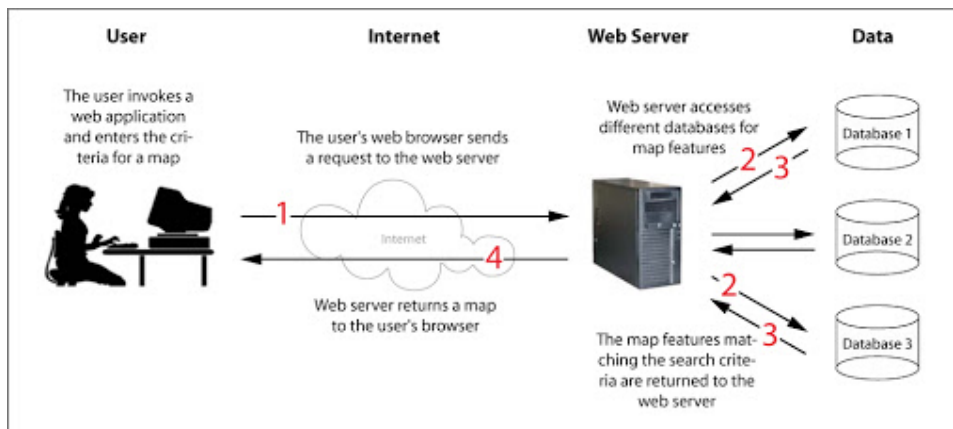 User
Internet
Web Server
Data
The user invokes a
web application
and enters the cri-
teria for a map
The user's web browser sends
a request to the web server
Web server accesses
different databases for
map features
1
Internet
4
Web server returns a map
to the user's browser
2
3
2
3
Database 1
Database 2
Database 3
The map features mat-
ching the search crite-
ria are returned to the
web server